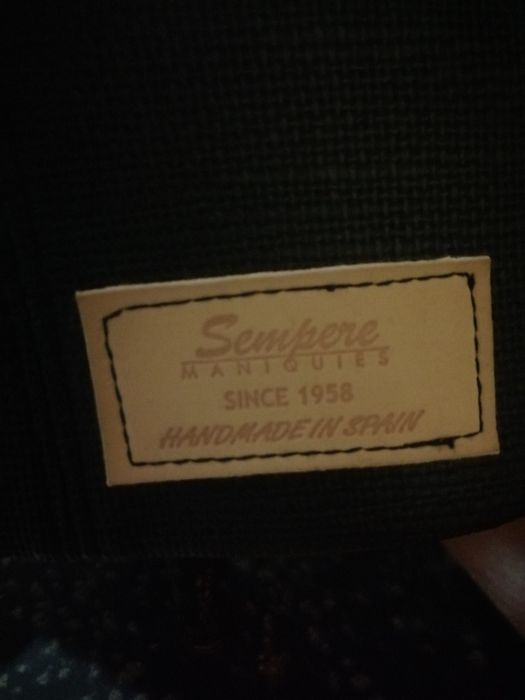 Sempere
MANIQUIES
SINCE 1958
HANDMADE IN SPAIN